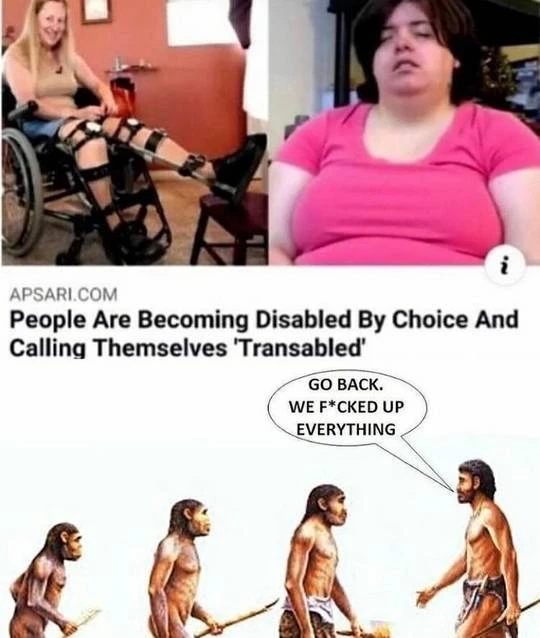 i
APSARI.COM
People Are Becoming Disabled By Choice And
Calling Themselves 'Transabled'
GO BACK.
WE F*CKED UP
EVERYTHING